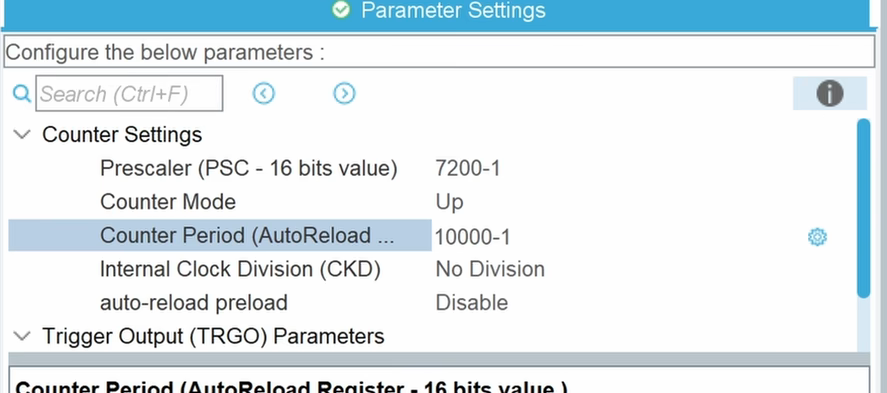 Parameter Settings
Configure the below parameters :
Search (Ctrl+F)
Counter Settings
Prescaler (PSC - 16 bits value) 7200-1
Counter Mode Up
Counter Period (AutoReload ... 10000-1
Internal Clock Division (CKD) No Division
auto-reload preload Disable
Trigger Output (TRGO) Parameters
Counter Period (AutoReload Register - 16 bits value )